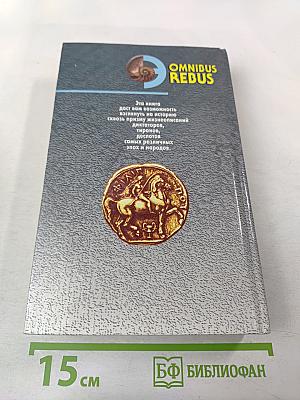 OMNIBUS
REBUS
Эта книга
даст вам возможность
взглянуть на историю
сквозь призму жизнеописаний
диктаторов,
тиранов,
деспотов
самых различных
эпох и народов.
15 см
БФ БИБЛИОФАН